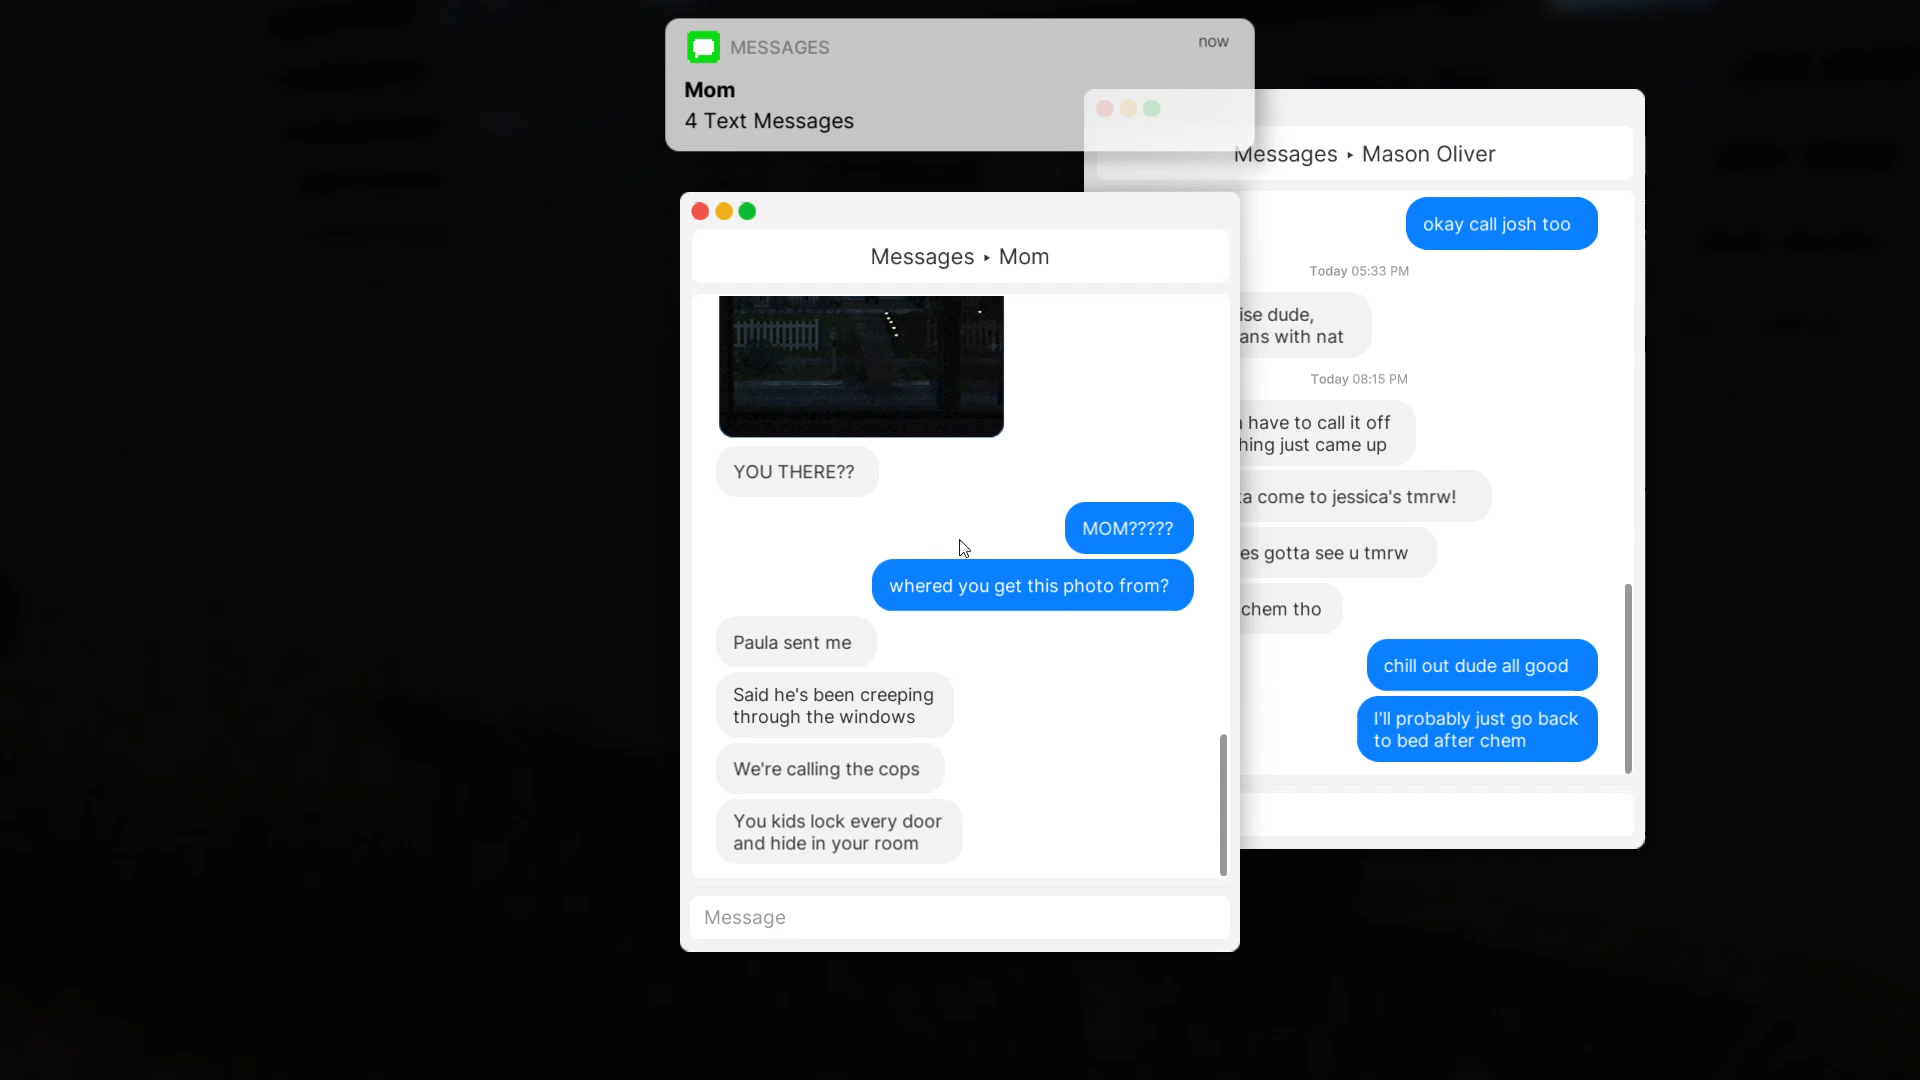 MESSAGES
now
Mom
4 Text Messages
Messages ‣ Mom
YOU THERE??
MOM?????
whered you get this photo from?
Paula sent me
Said he's been creeping
through the windows
We're calling the cops
You kids lock every door
and hide in your room
Message
Messages ‣ Mason Oliver
okay call josh too
Today 05:33 PM
dude,
with nat
Today 08:15 PM
have to call it off
just came up
come to jessica's tmrw!
gotta see u tmrw
chem tho
chill out dude all good
I'll probably just go back
to bed after chem